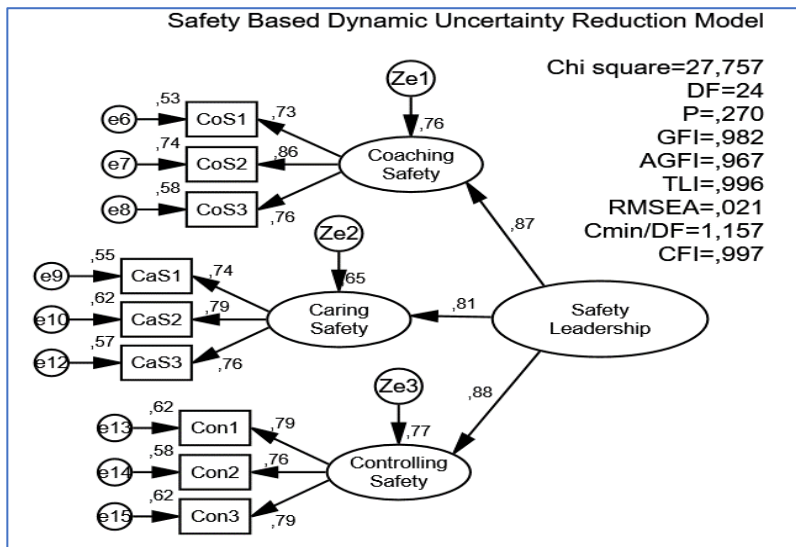 Safety Based Dynamic Uncertainty Reduction Model
Chi square=27,757
DF=24
P=,270
GFI=,982
AGFI=,967
TLI=,996
RMSEA=,021
Cmin/DF=1,157
CFI=,997
Ze1
,76
,53
e6
CoS1
,73
,74
e7
CoS2
,86
,58
e8
CoS3
,76
Coaching
Safety
,87
Ze2
,65
,55
e9
CaS1
,74
,62
e10
CaS2
,79
,57
e12
CaS3
,76
Caring
Safety
,81
Safety
Leadership
Ze3
,77
,88
,62
e13
Con1
,79
,58
e14
Con2
,76
,62
e15
Con3
,79
Controlling
Safety